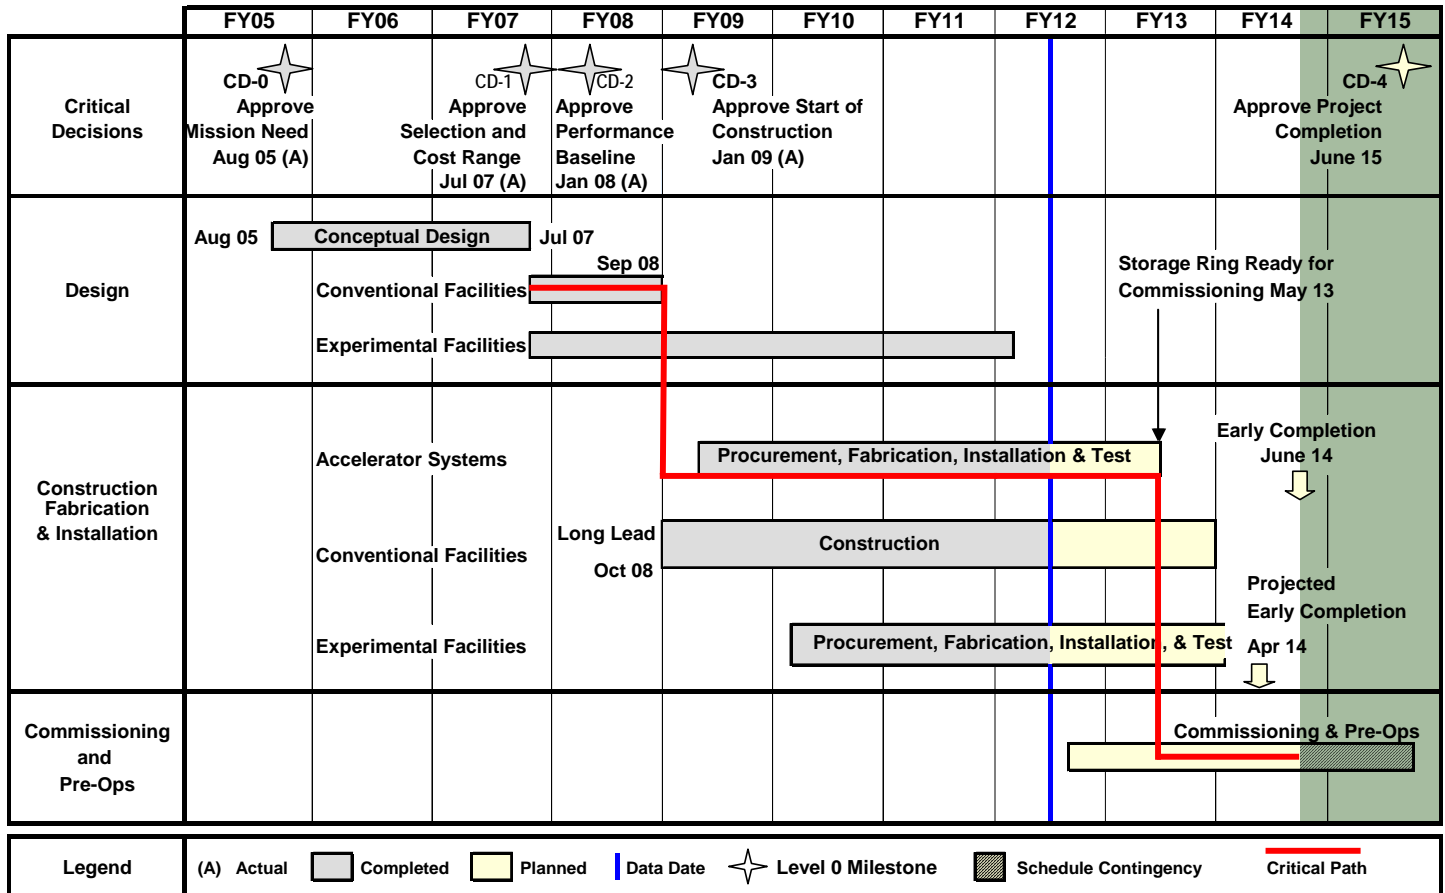 FY05 FY06 FY07 FY08 FY09 FY10 FY11 FY12 FY13 FY14 FY15
Critical
Decisions
CD-0
Approve
Mission Need
Aug 05 (A)
CD-1
Approve
Selection and
Cost Range
Jul 07 (A)
CD-2
Approve
Performance
Baseline
Jan 08 (A)
CD-3
Approve Start of
Construction
Jan 09 (A)
CD-4
Approve Project
Completion
June 15
Design
Aug 05
Conceptual Design
Jul 07
Sep 08
Conventional Facilities
Experimental Facilities
Storage Ring Ready for
Commissioning May 13
Construction
Fabrication
& Installation
Accelerator Systems
Procurement, Fabrication, Installation & Test
Early Completion
June 14
Conventional Facilities
Long Lead
Oct 08
Construction
Experimental Facilities
Procurement, Fabrication, Installation, & Test
Projected
Early Completion
Apr 14
Commissioning
and
Pre-Ops
Commissioning & Pre-Ops
Legend
(A) Actual
Completed
Planned
Data Date
Level 0 Milestone
Schedule Contingency
Critical Path